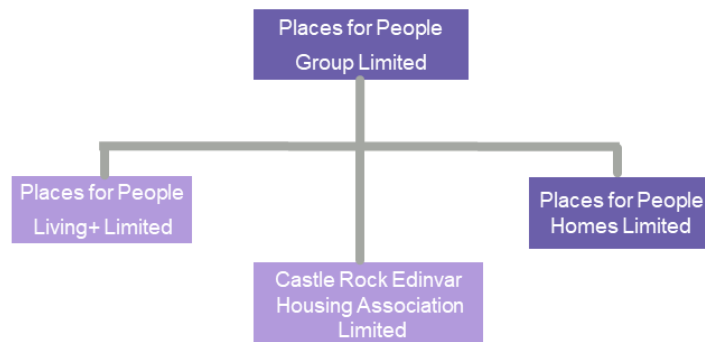 Places for People
Group Limited
Places for People
Living+ Limited
Castle Rock Edinvar
Housing Association
Limited
Places for People
Homes Limited